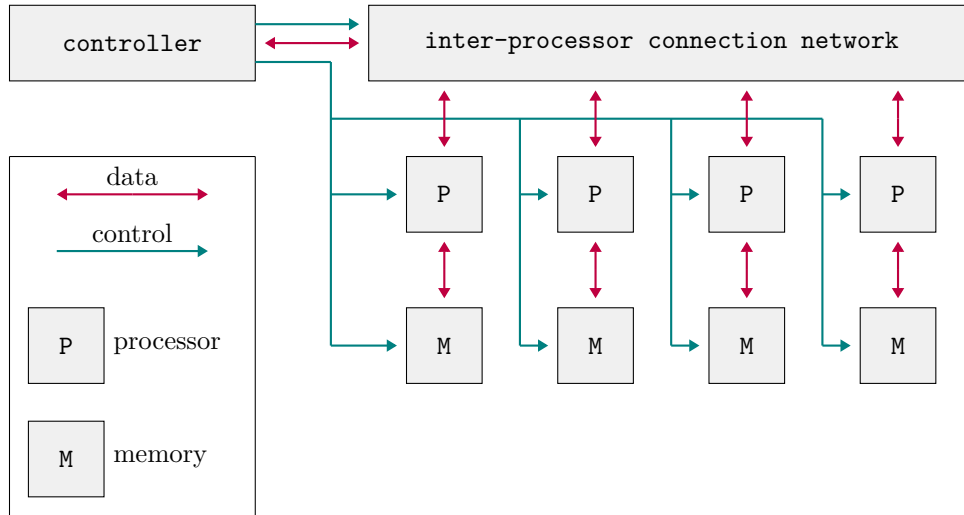 controller
inter-processor connection network
data
control
P
P
P
P
M
M
M
M
P processor
M memory